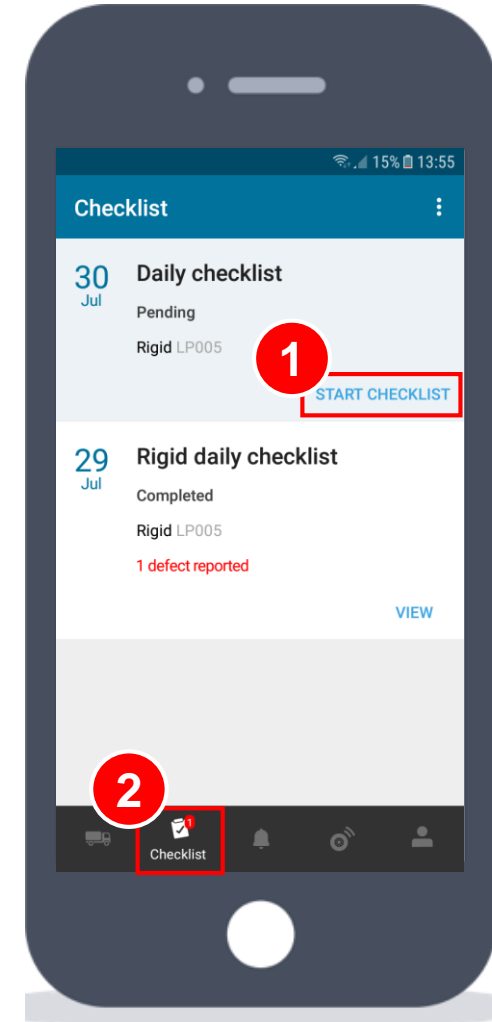 15% 13:55
Checklist
30 Daily checklist
Jul
Pending
Rigid LP005
1
START CHECKLIST
29 Rigid daily checklist
Jul
Completed
Rigid LP005
1 defect reported
VIEW
2
1
Checklist